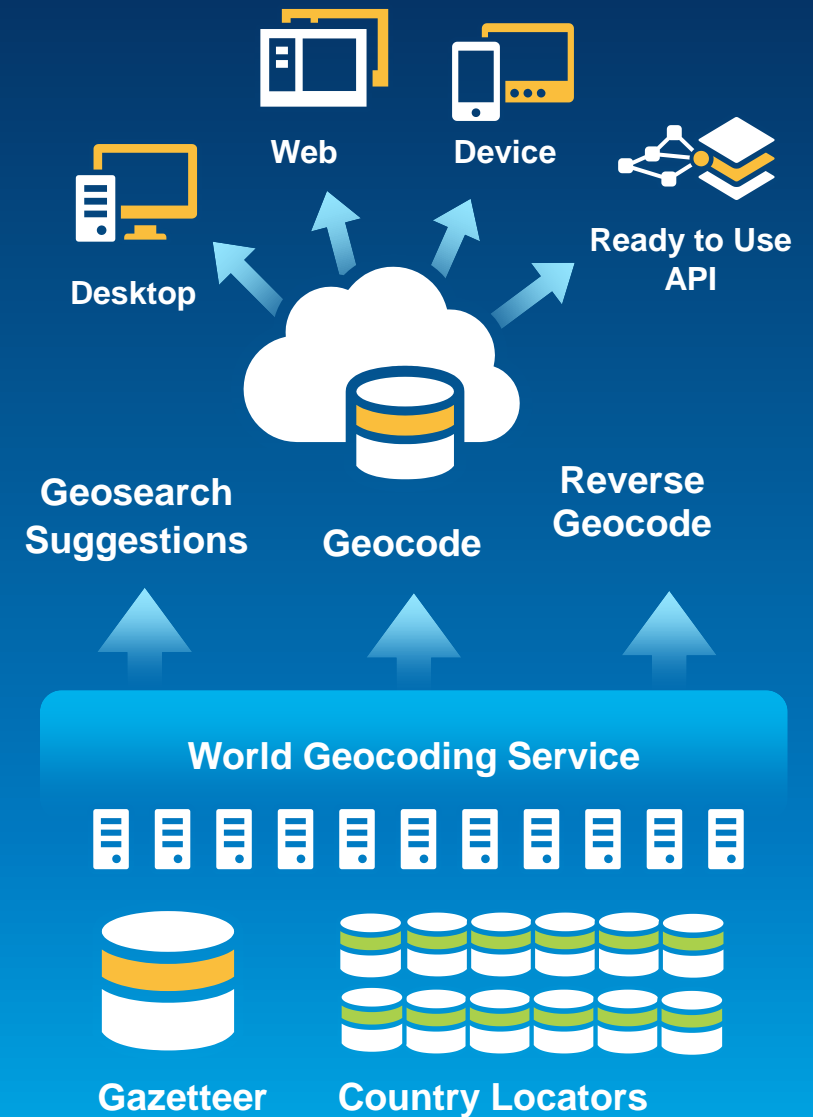 Web
Device
Desktop
Ready to Use
API
Geosearch
Suggestions
Geocode
Reverse
Geocode
World Geocoding Service
Gazetteer
Country Locators